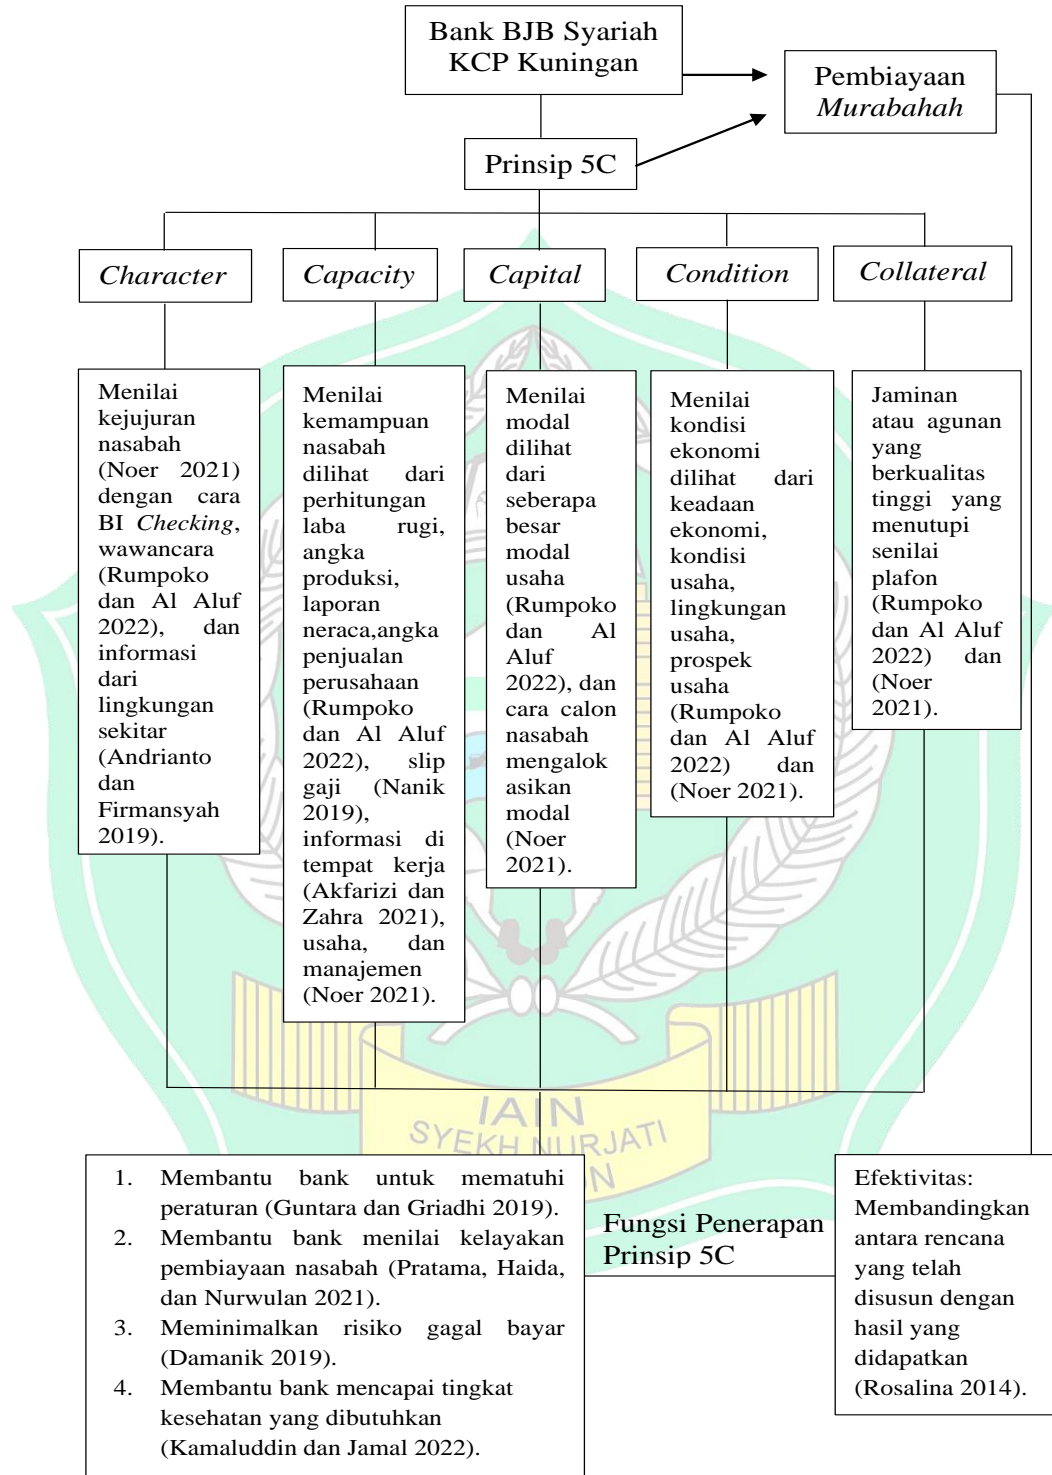 Bank BJB Syariah
KCP Kuningan
Pembiayaan
Murabahah
Prinsip 5C
Character
Capacity
Capital
Condition
Collateral
Menilai
kejujuran
nasabah
(Noer 2021)
dengan cara
BI Checking,
wawancara
(Rumpoko
dan Al Aluf
2022), dan
informasi
dari
lingkungan
sekitar
(Andrianto
dan
Firmansyah
2019).
Menilai
kemampuan
nasabah
dilihat dari
perhitungan
laba rugi,
angka
produksi,
laporan
neraca,angka
penjualan
perusahaan
(Rumpoko
dan Al Aluf
2022), slip
gaji (Nanik
2019),
informasi di
tempat kerja
(Akfarizi dan
Zahra 2021),
usaha, dan
manajemen
(Noer 2021).
Menilai
modal
dilihat
dari
seberapa
besar
modal
usaha
(Rumpoko
dan Al
Aluf
2022), dan
cara calon
nasabah
mengalok
asikan
modal
(Noer
2021).
Menilai
kondisi
ekonomi
dilihat dari
keadaan
ekonomi,
kondisi
usaha,
lingkungan
usaha,
prospek
usaha
(Rumpoko
dan Al Aluf
2022) dan
(Noer 2021).
Jaminan
atau agunan
yang
berkualitas
tinggi yang
menutupi
senilai
plafon
(Rumpoko
dan Al Aluf
2022) dan
(Noer
2021).
IAIN
SYEKH NURJATI
1. Membantu bank untuk mematuhi
peraturan (Guntara dan Griadhi 2019).
2. Membantu bank menilai kelayakan
pembiayaan nasabah (Pratama, Haida,
dan Nurwulan 2021).
3. Meminimalkan risiko gagal bayar
(Damanik 2019).
4. Membantu bank mencapai tingkat
kesehatan yang dibutuhkan
(Kamaluddin dan Jamal 2022).
Fungsi Penerapan
Prinsip 5C
Efektivitas:
Membandingkan
antara rencana
yang telah
disusun dengan
hasil yang
didapatkan
(Rosalina 2014).